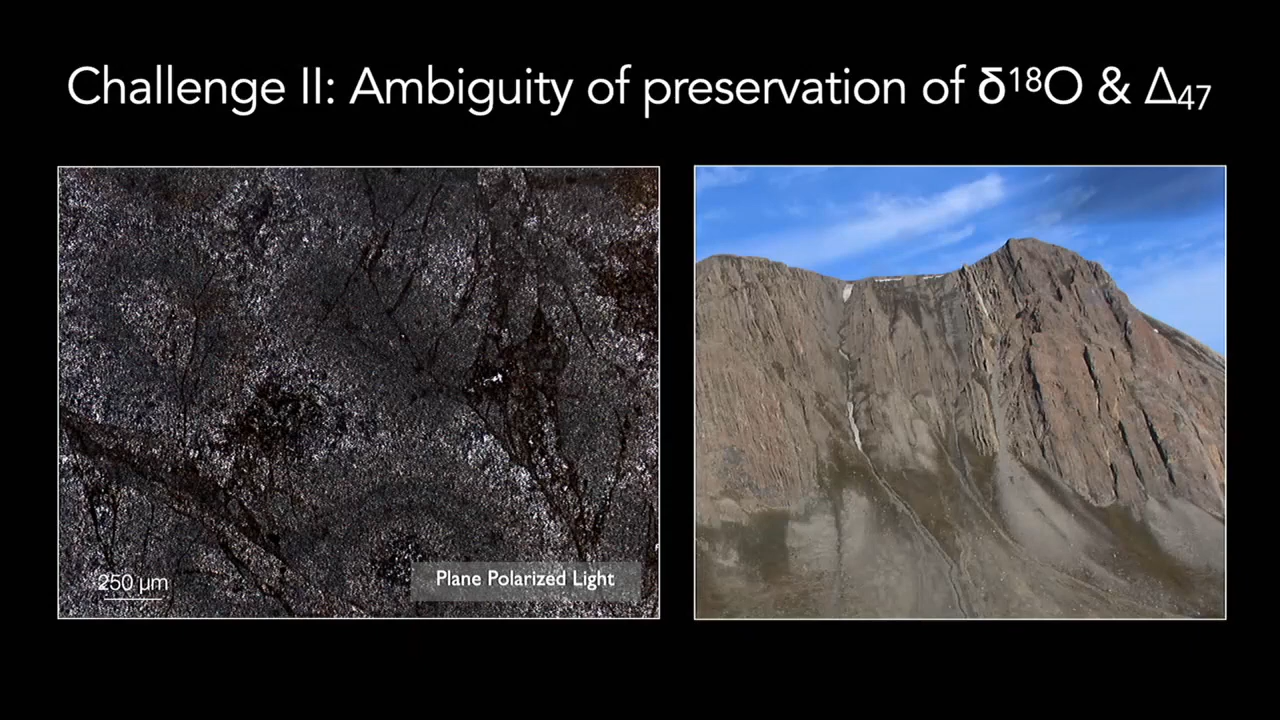 Challenge II: Ambiguity of preservation of δ¹⁸O & Δ₄₇
250 µm
Plane Polarized Light